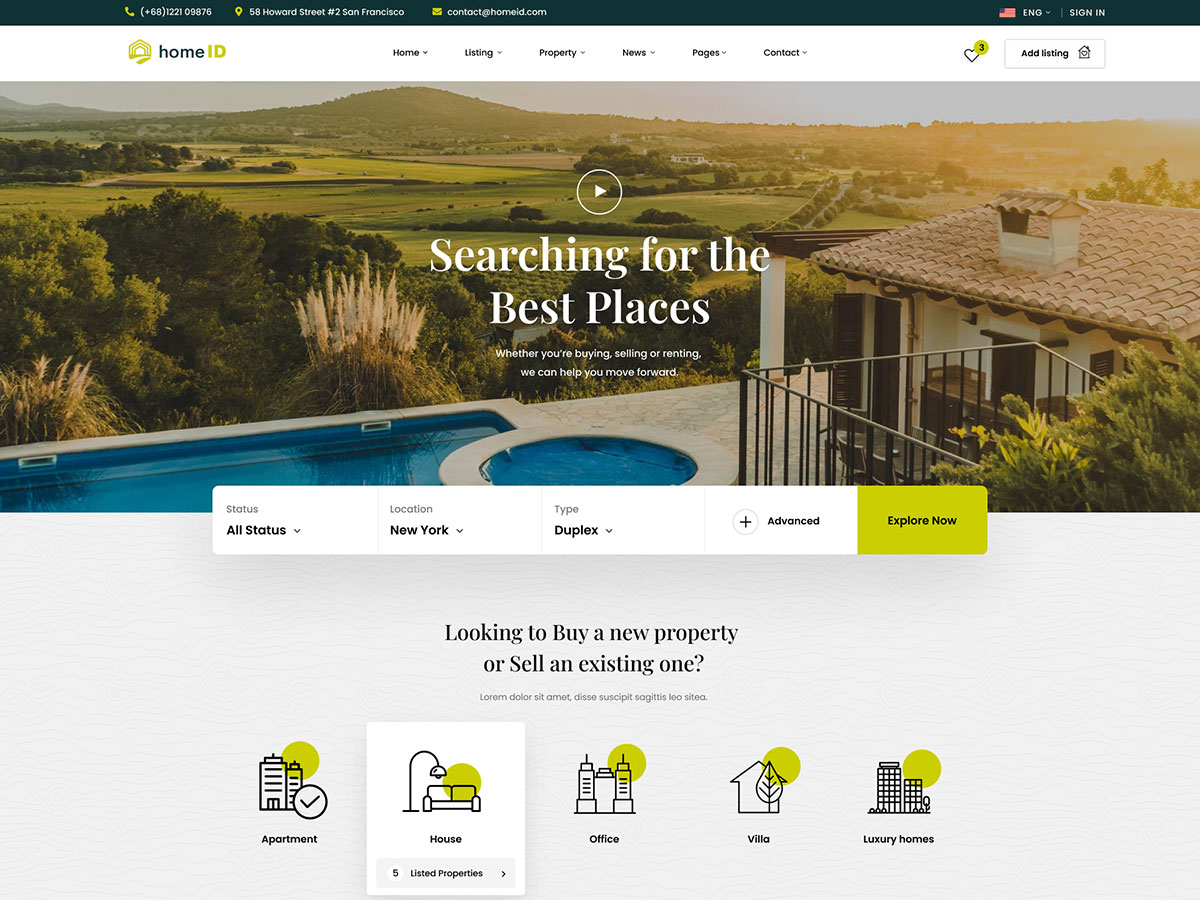 (+68)1221 09876
58 Howard Street #2 San Francisco
contact@homeid.com
ENG
SIGN IN
home ID
Home
Listing
Property
News
Pages
Contact
3
Add listing
Searching for the
Best Places
Whether you're buying, selling or renting,
we can help you move forward.
Status
All Status
Location
New York
Type
Duplex
Advanced
Explore Now
Looking to Buy a new property
or Sell an existing one?
Lorem dolor sit amet, disse suscipit sagittis leo sitea.
Apartment
House
5 Listed Properties
Office
Villa
Luxury homes